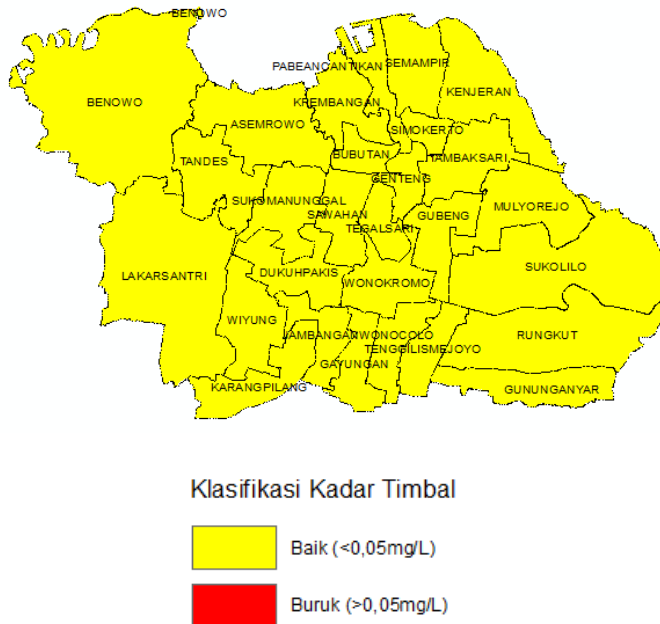 BENOWO
PABEANCANTIKAN
SEMAMPIR
BENOWO
KREMBANGAN
KENJERAN
ASEMROWO
SIMOKERTO
BUBUTAN
TAMBAKSARI
TANDES
GENTENG
SUKOMANUNGGAL
MULYOREJO
SAWAHAN
GUBENG
TEGALSARI
SUKOLILO
LAKARSANTRI
DUKUHPAKIS
WONOKROMO
WIYUNG
JAMBANGAN
WONOCOLO
RUNGKUT
TENGGILISMEJOYO
GAYUNGAN
KARANGPILANG
GUNUNGANYAR
Klasifikasi Kadar Timbal
Baik (<0,05mg/L)
Buruk (>0,05mg/L)